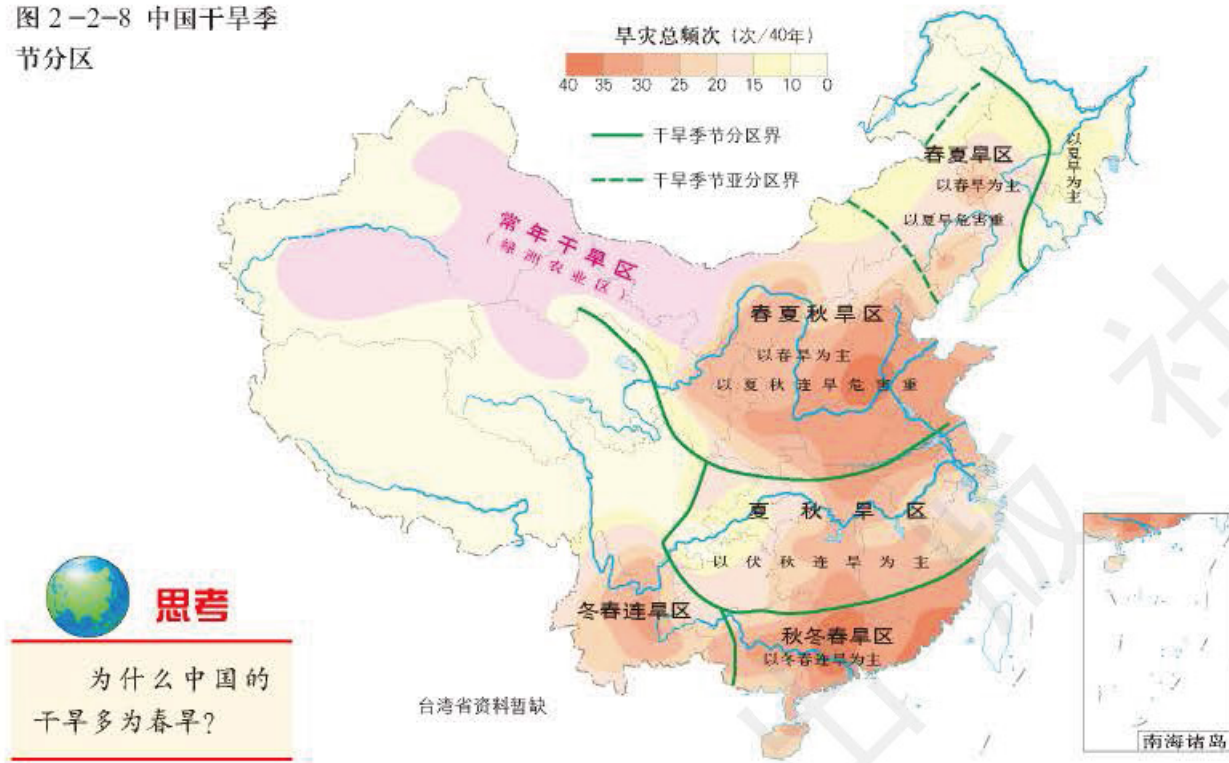 图 2-2-8 中国干旱季
节分区
旱灾总频次 (次/40年)
40 35 30 25 20 15 10 0
干旱季节分区界
干旱季节亚分区界
春夏旱区
以春旱为主
以夏旱危害重
以夏旱为主
常年干旱区
(绿洲农业区)
春夏秋旱区
以春旱为主
以夏秋连旱危害重
夏秋旱区
以伏秋连旱为主
冬春连旱区
秋冬春旱区
以冬春连旱为主
台湾省资料暂缺
南海诸岛
思考
为什么中国的
干旱多为春旱?
版社